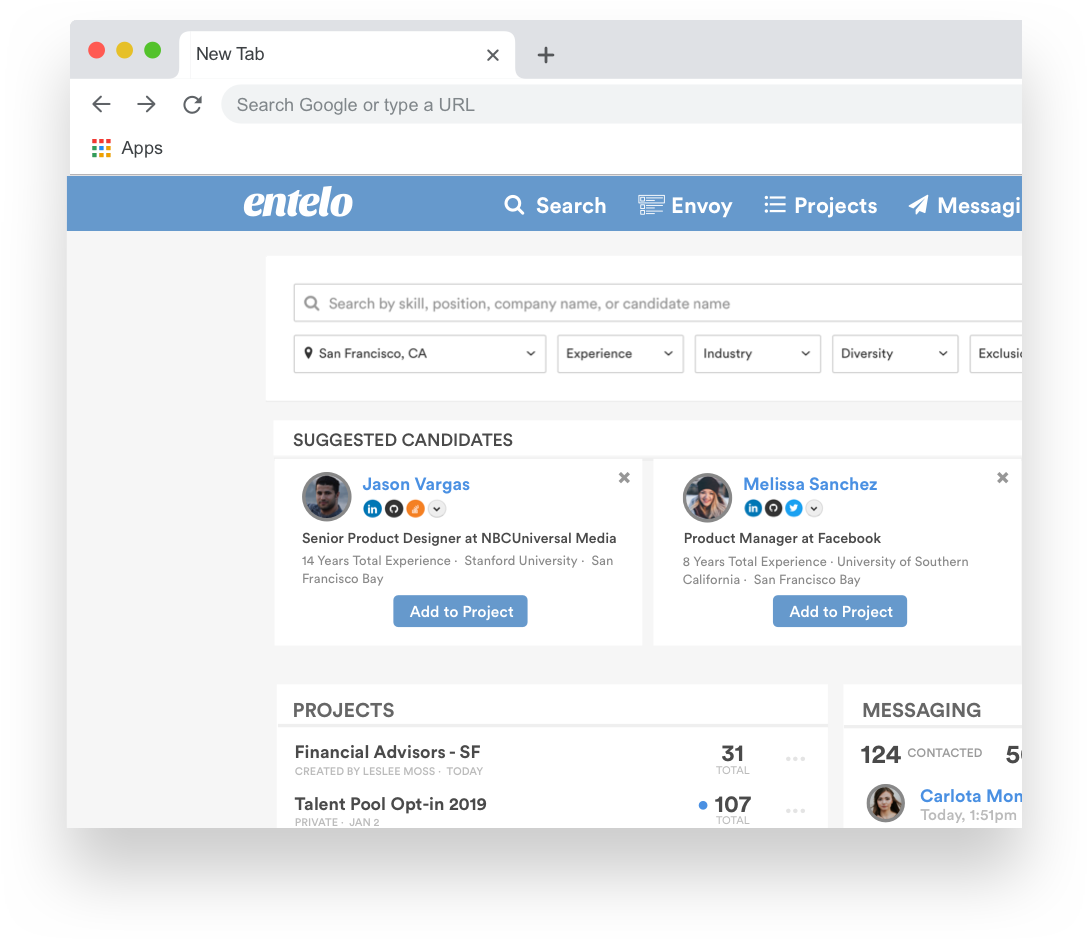 New Tab
Search Google or type a URL
Apps
entelo Search Envoy Projects Messagi
Search by skill, position, company name, or candidate name
San Francisco, CA Experience Industry Diversity Exclusi
SUGGESTED CANDIDATES
Jason Vargas
in
Senior Product Designer at NBCUniversal Media
14 Years Total Experience · Stanford University · San
Francisco Bay
Add to Project
Melissa Sanchez
in
Product Manager at Facebook
8 Years Total Experience · University of Southern
California · San Francisco Bay
Add to Project
PROJECTS
Financial Advisors - SF
CREATED BY LESLEE MOSS · TODAY
31
TOTAL
Talent Pool Opt-in 2019
PRIVATE · JAN 2
107
TOTAL
MESSAGING
124 CONTACTED 5
Carlota Mon
Today, 1:51pm